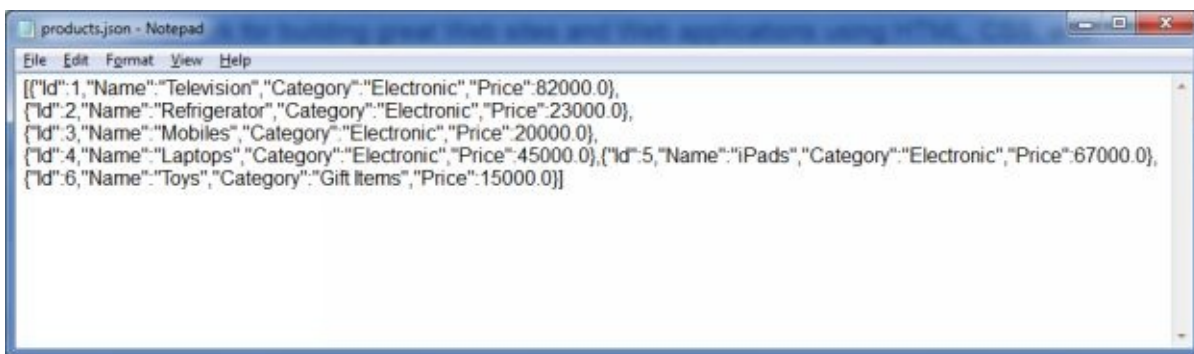 products.json - Notepad
File Edit Format View Help
[{"Id":1,"Name":"Television","Category":"Electronic","Price":82000.0},
{"Id":2,"Name":"Refrigerator","Category":"Electronic","Price":23000.0},
{"Id":3,"Name":"Mobiles","Category":"Electronic","Price":20000.0},
{"Id":4,"Name":"Laptops","Category":"Electronic","Price":45000.0},{"Id":5,"Name":"iPads","Category":"Electronic","Price":67000.0},
{"Id":6,"Name":"Toys","Category":"Gift Items","Price":15000.0}]